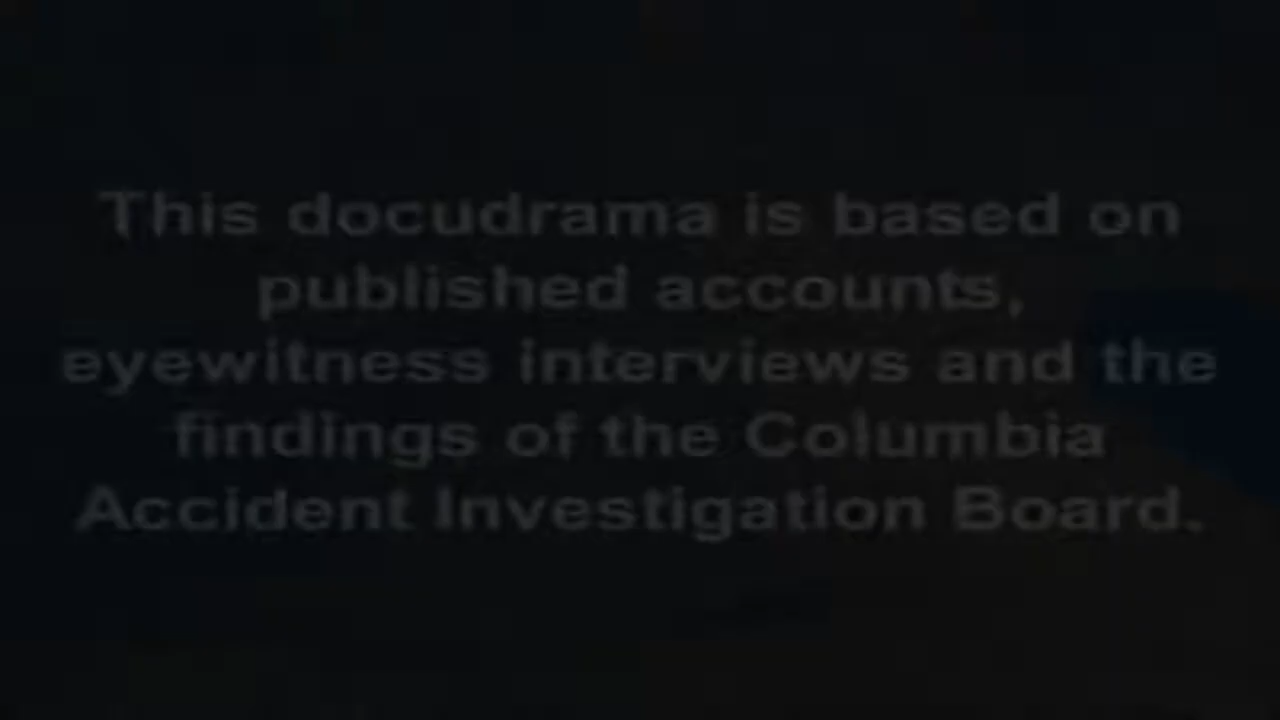 This docudrama is based on
published accounts,
eyewitness interviews and the
findings of the Columbia
Accident Investigation Board.